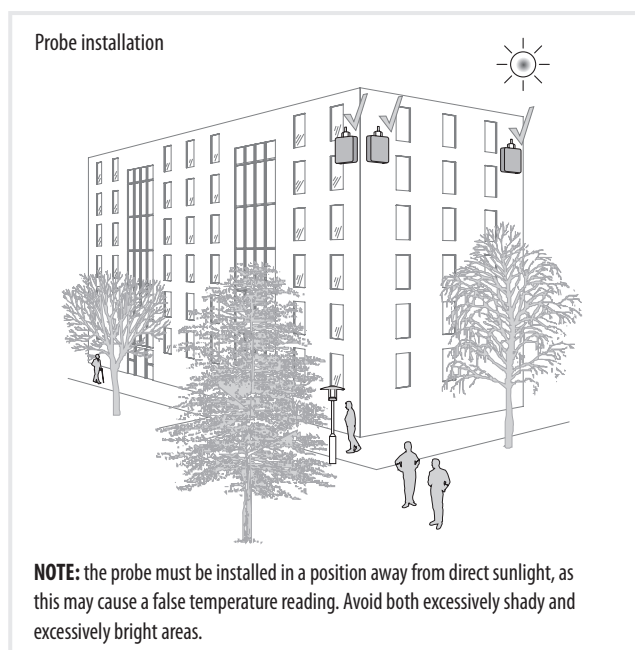 Probe installation
NOTE: the probe must be installed in a position away from direct sunlight, as
this may cause a false temperature reading. Avoid both excessively shady and
excessively bright areas.